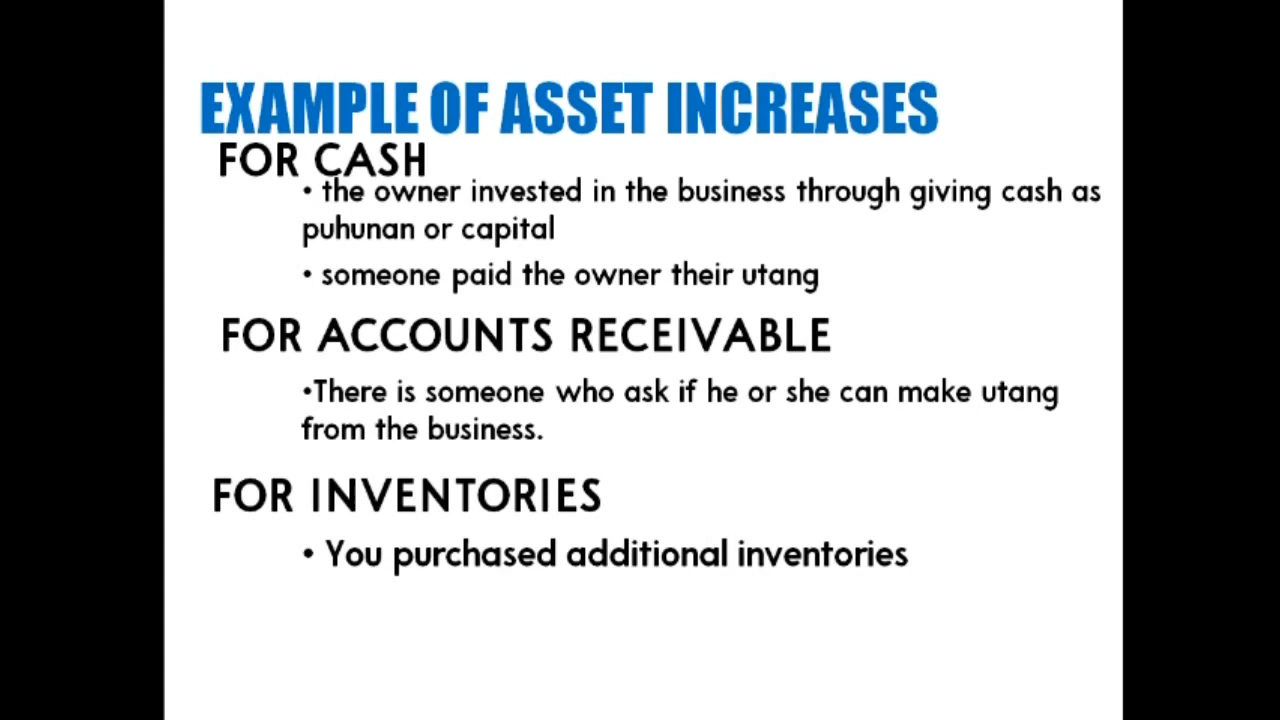 EXAMPLE OF ASSET INCREASES
FOR CASH
• the owner invested in the business through giving cash as
puhunan or capital
• someone paid the owner their utang
FOR ACCOUNTS RECEIVABLE
•There is someone who ask if he or she can make utang
from the business.
FOR INVENTORIES
• You purchased additional inventories